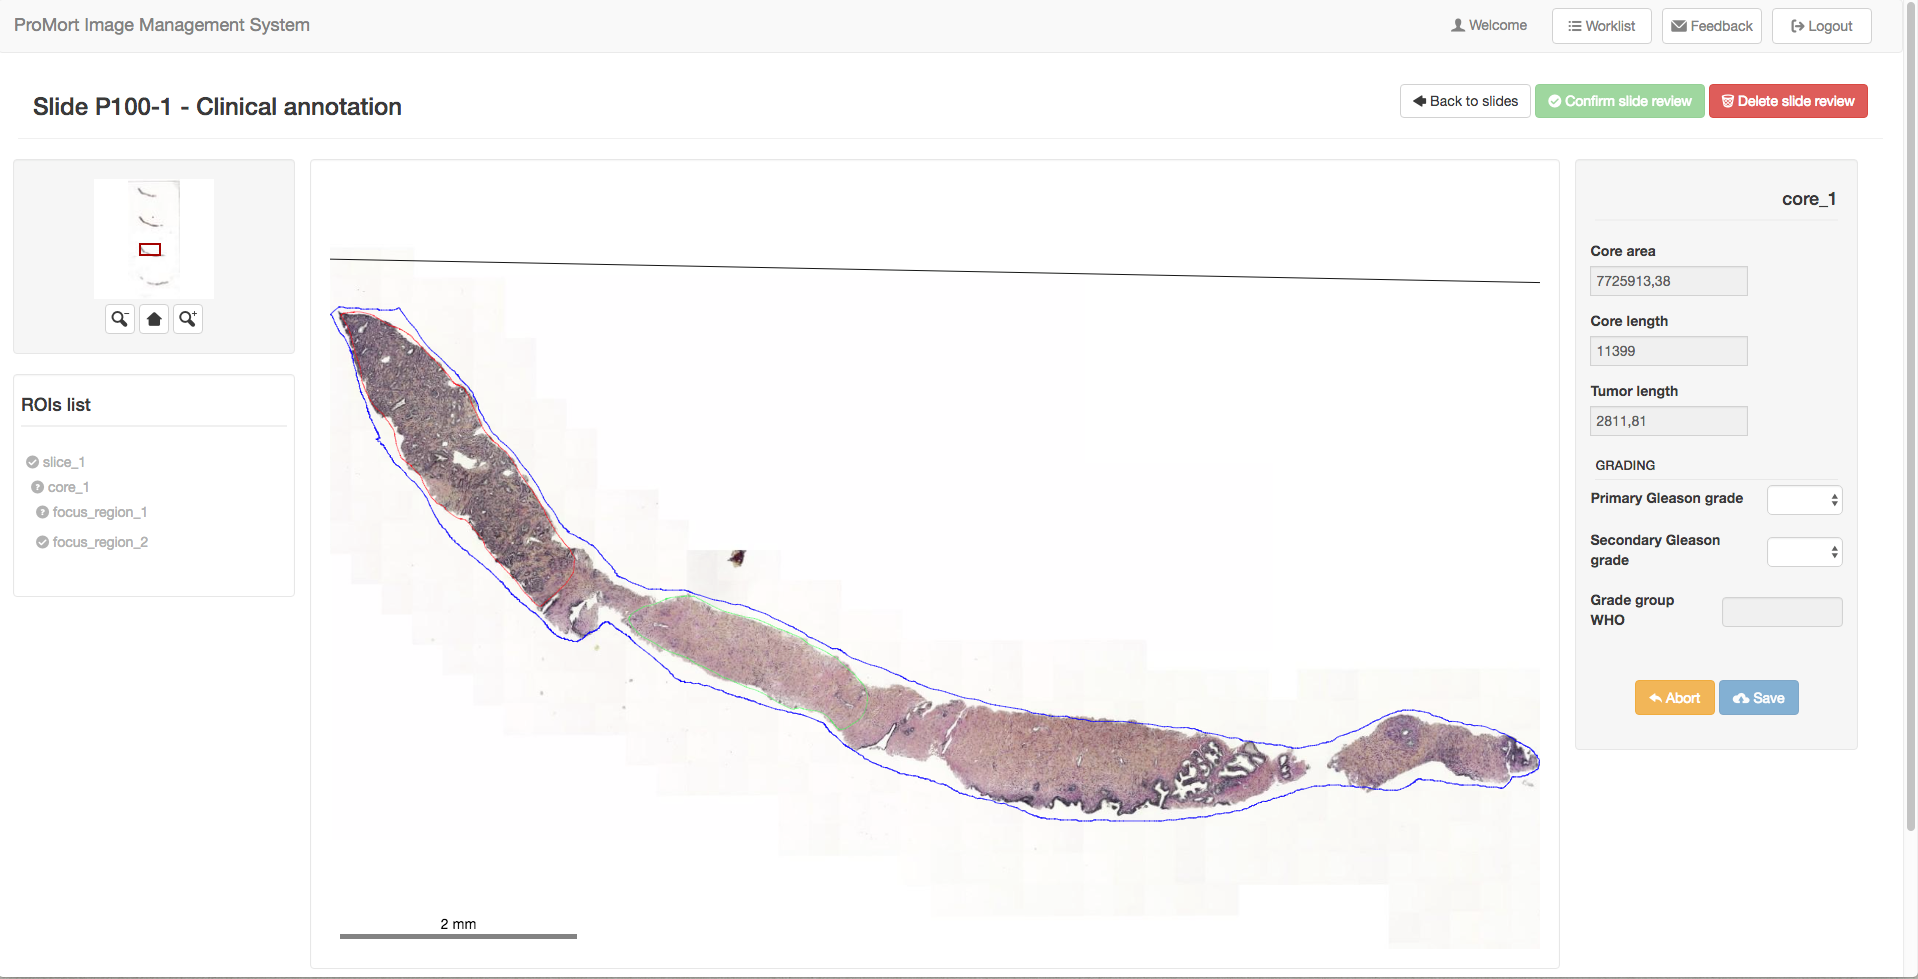 ProMort Image Management System
Welcome
Worklist
Feedback
Logout
Slide P100-1 - Clinical annotation
Back to slides
Confirm slide review
Delete slide review
ROIs list
slice_1
core_1
focus_region_1
focus_region_2
2 mm
core_1
Core area
7725913,38
Core length
11399
Tumor length
2811,81
GRADING
Primary Gleason grade
Secondary Gleason
grade
Grade group
WHO
Abort
Save